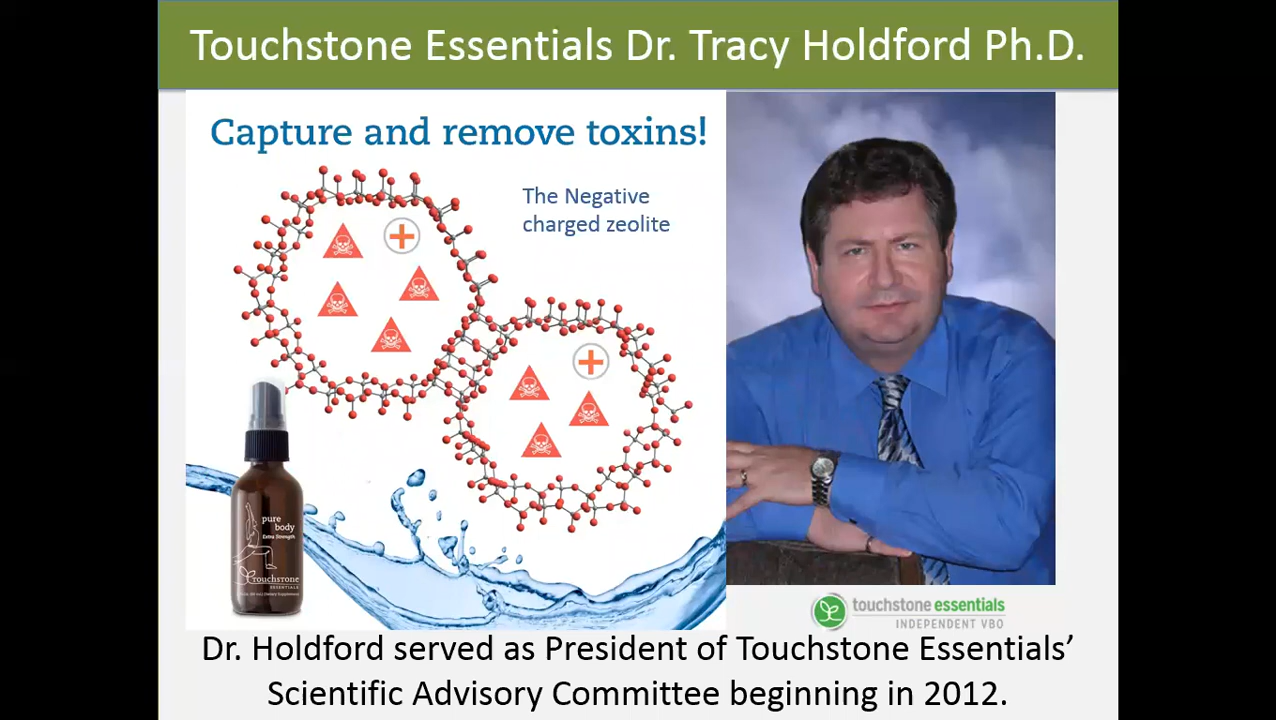 Touchstone Essentials Dr. Tracy Holdford Ph.D.
Capture and remove toxins!
The Negative
charged zeolite
pure
body
Extra Strength
TOUCHSTONE
ESSENTIALS
touchstone essentials
INDEPENDENT VBO
Dr. Holdford served as President of Touchstone Essentials’
Scientific Advisory Committee beginning in 2012.